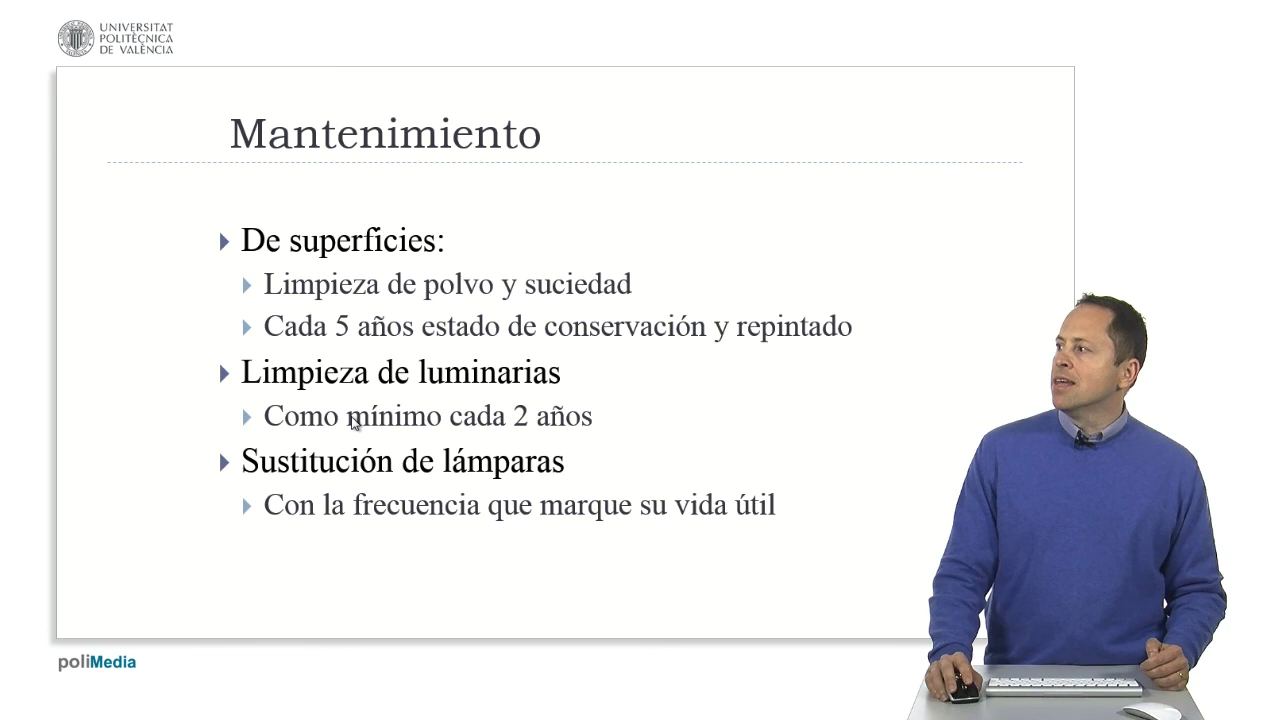 UNIVERSITAT
POLITÈCNICA
DE VALÈNCIA
Mantenimiento
De superficies:
Limpieza de polvo y suciedad
Cada 5 años estado de conservación y repintado
Limpieza de luminarias
Como mínimo cada 2 años
Sustitución de lámparas
Con la frecuencia que marque su vida útil
poliMedia